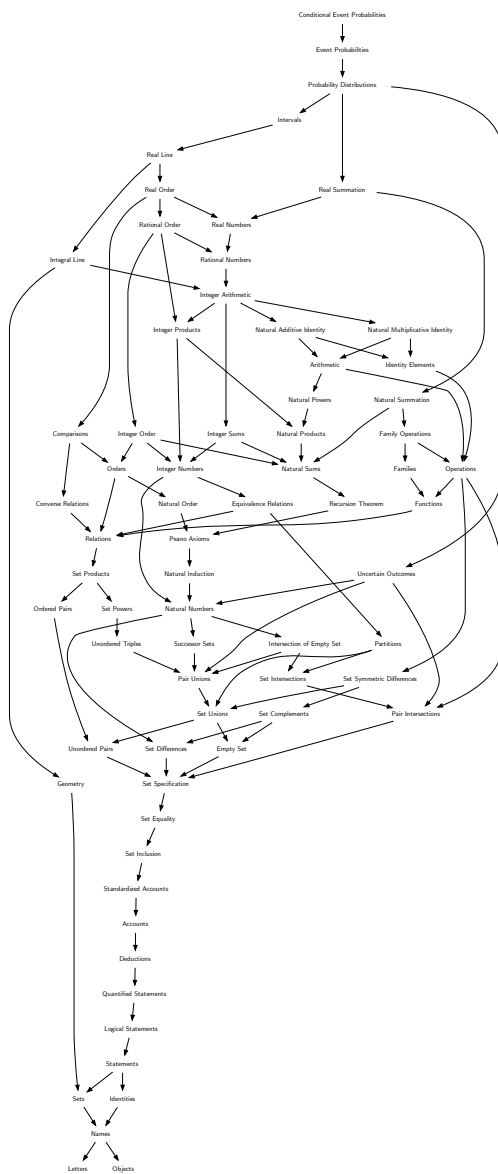 Conditional Event Probabilities
Event Probabilities
Probability Distributions
Intervals
Real Line
Real Order
Real Summation
Rational Order
Real Numbers
Integral Line
Rational Numbers
Integer Arithmetic
Integer Products
Natural Additive Identity
Natural Multiplicative Identity
Arithmetic
Identity Elements
Natural Powers
Natural Summation
Comparisons
Integer Order
Integer Sums
Natural Products
Family Operations
Orders
Integer Numbers
Natural Sums
Families
Operations
Converse Relations
Natural Order
Equivalence Relations
Recursion Theorem
Functions
Relations
Peano Axioms
Set Products
Natural Induction
Uncertain Outcomes
Ordered Pairs
Set Powers
Natural Numbers
Unordered Triples
Successor Sets
Intersection of Empty Set
Partitions
Pair Unions
Set Intersections
Set Symmetric Differences
Set Unions
Set Complements
Pair Intersections
Unordered Pairs
Set Differences
Empty Set
Geometry
Set Specification
Set Equality
Set Inclusion
Standardized Accounts
Accounts
Deductions
Quantified Statements
Logical Statements
Statements
Sets
Identities
Names
Letters
Objects